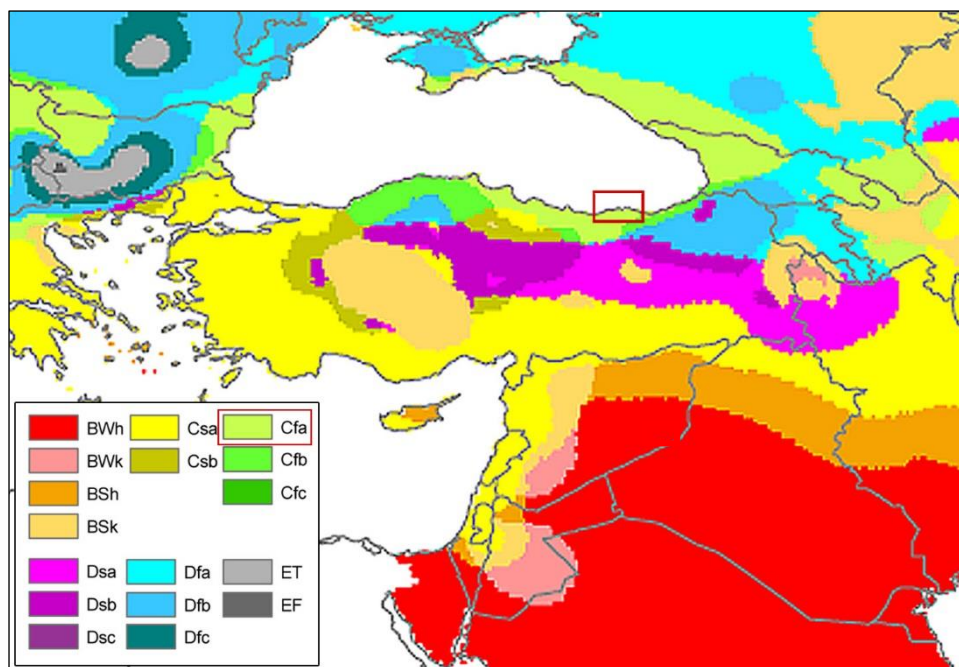 BWh Csa Cfa
BWk Csb Cfb
BSh Cfc
BSk
Dsa Dfa ET
Dsb Dfb EF
Dsc Dfc